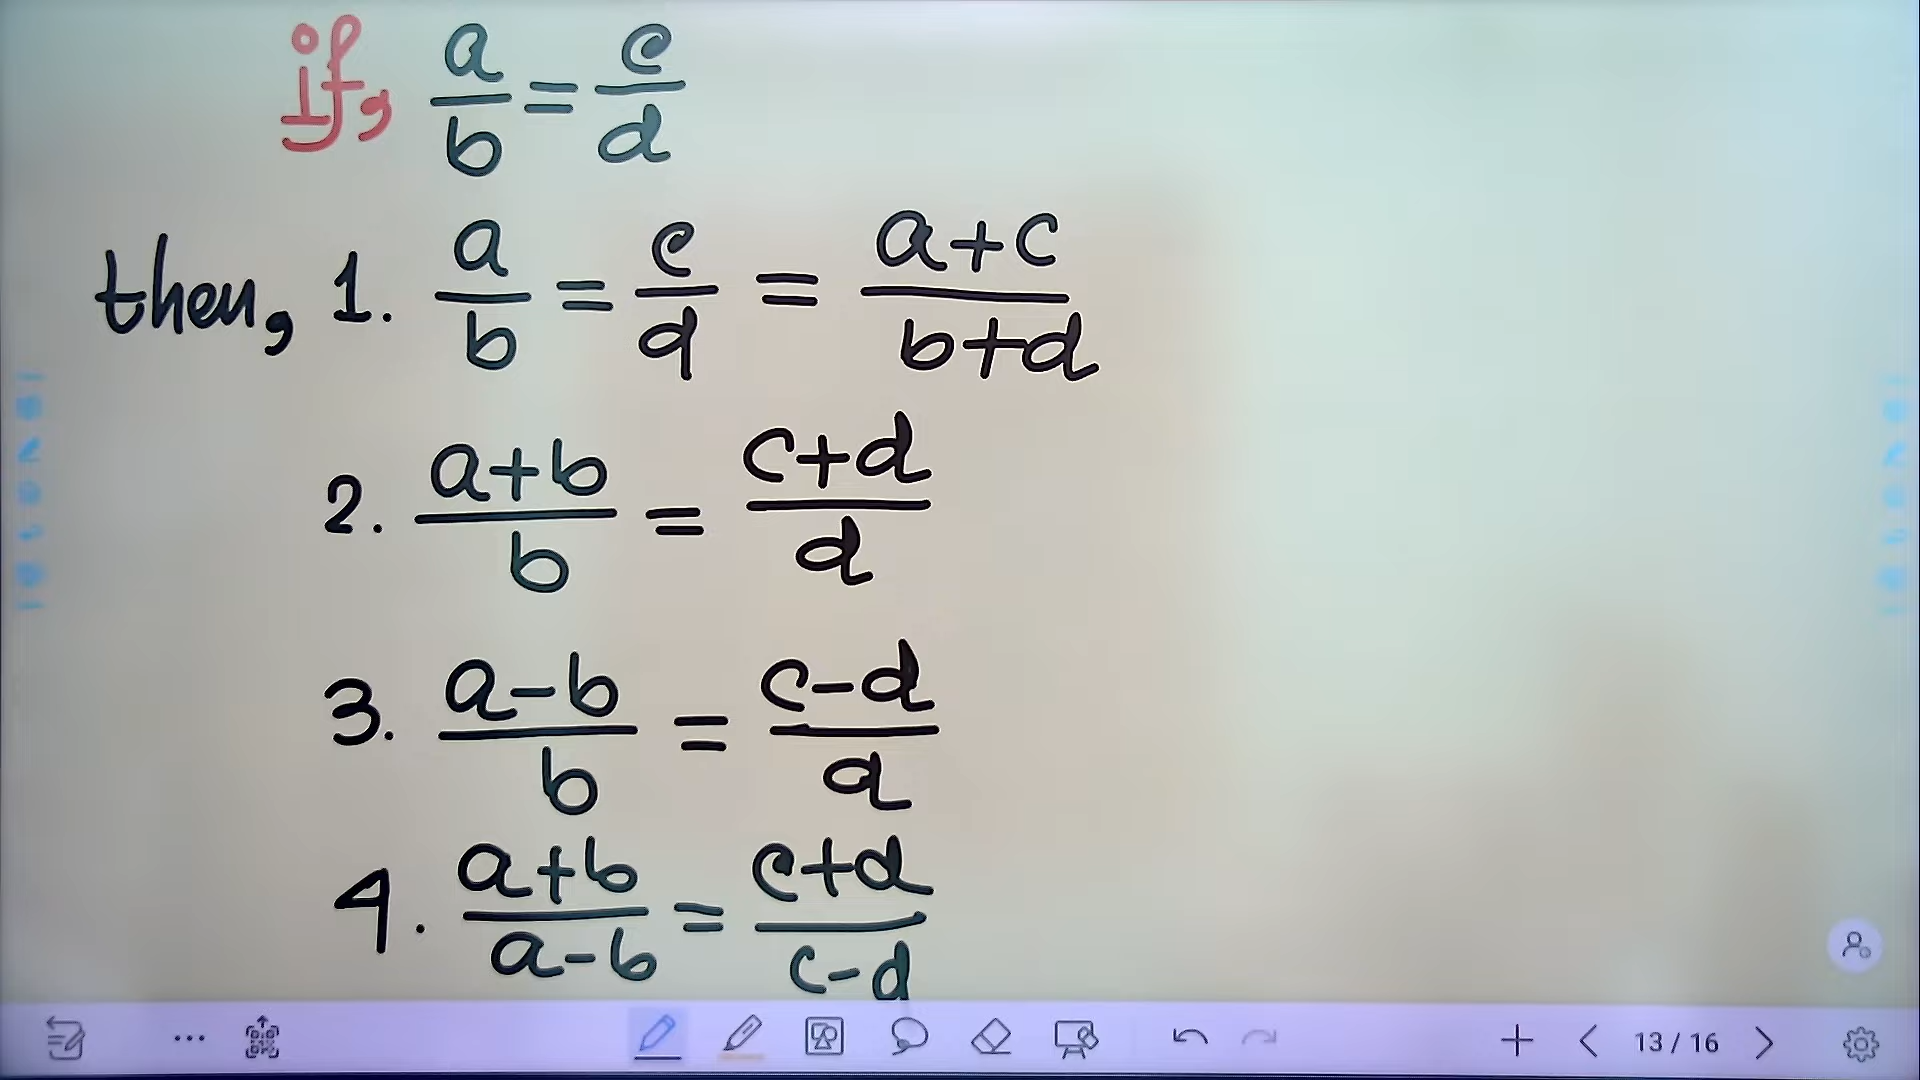 if, a/b = c/d
then, 1. a/b = c/d = a+c/b+d
2. a+b/b = c+d/d
3. a-b/b = c-d/d
4. a+b/a-b = c+d/c-d
13 / 16